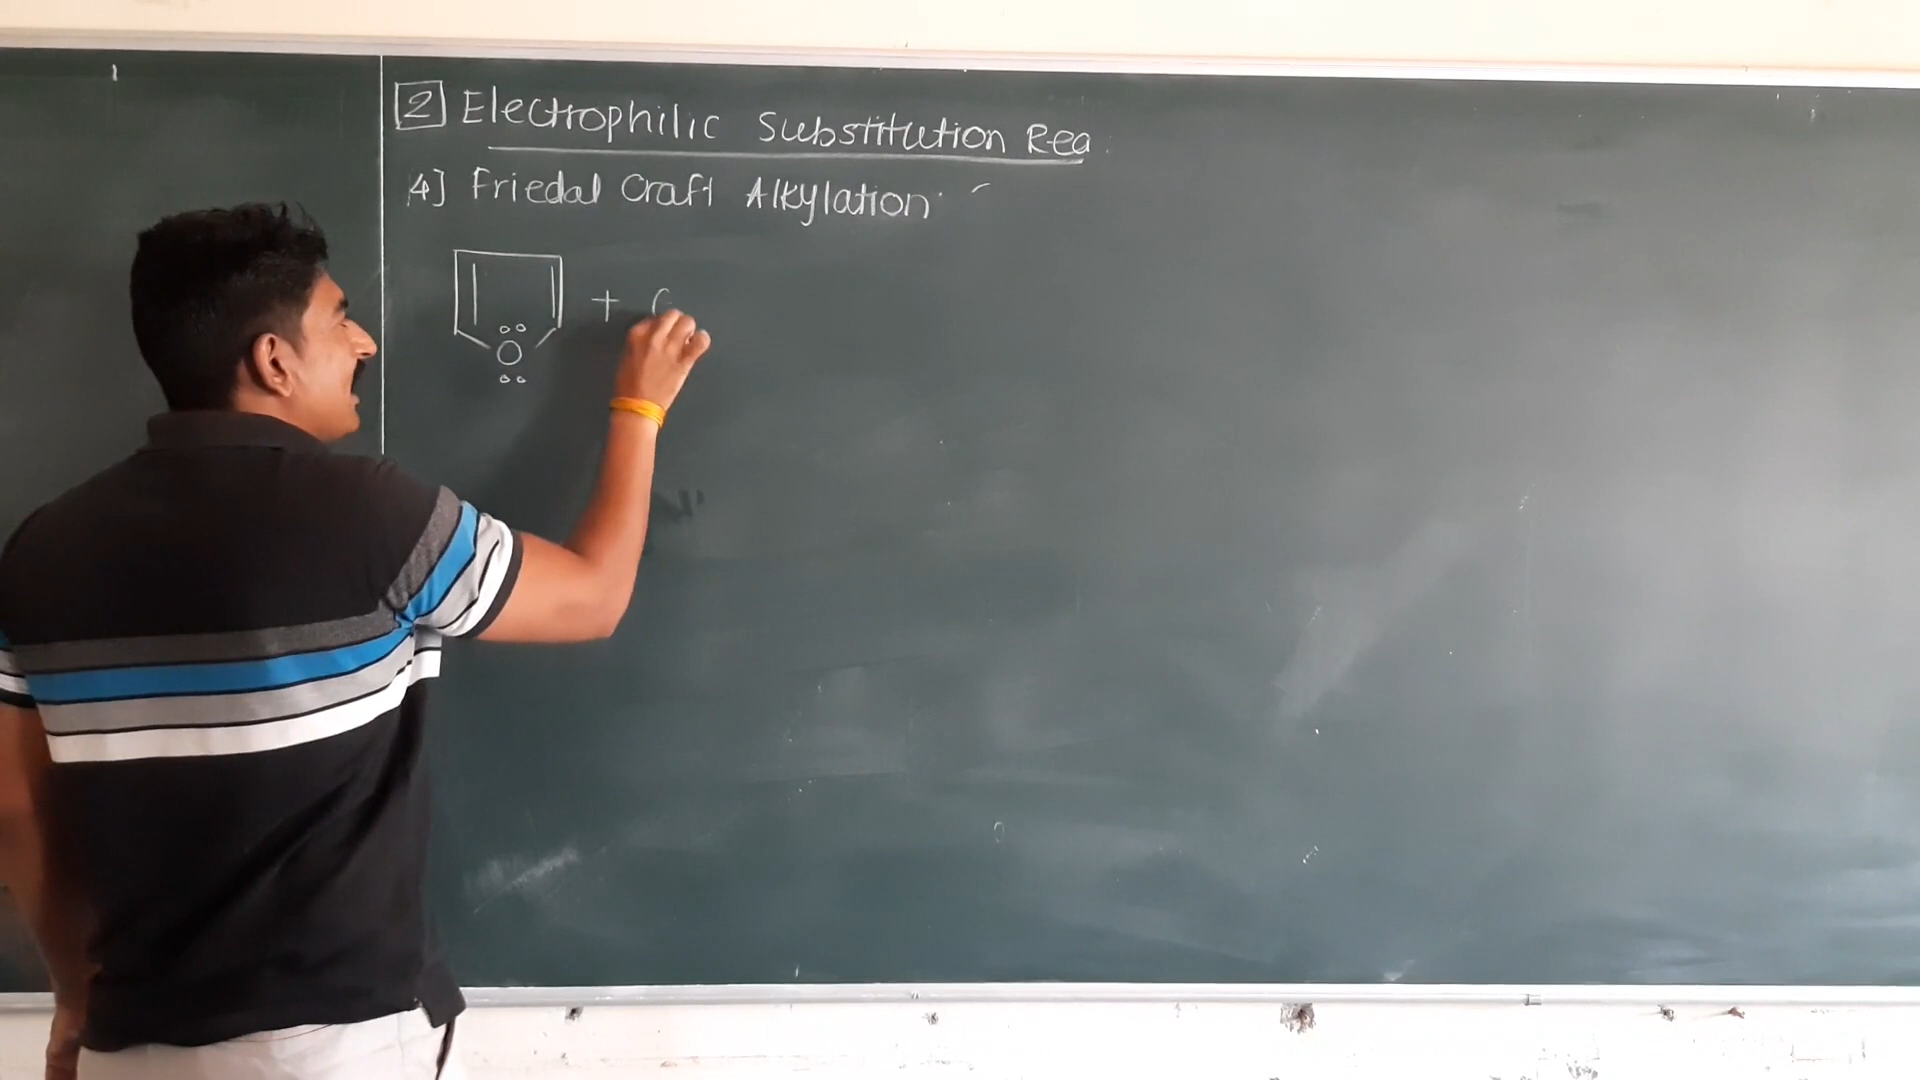 2 Electrophilic Substitution Rea.
4] Friedal Craft Alkylation.
+ C
O